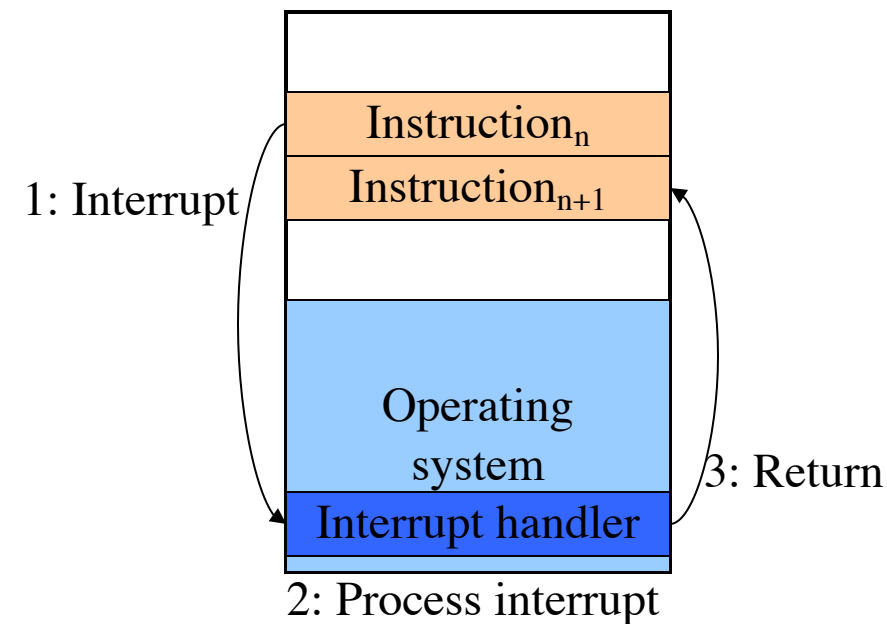 Instructionₙ
1: Interrupt
Instructionₙ₊₁
Operating
system
3: Return
Interrupt handler
2: Process interrupt